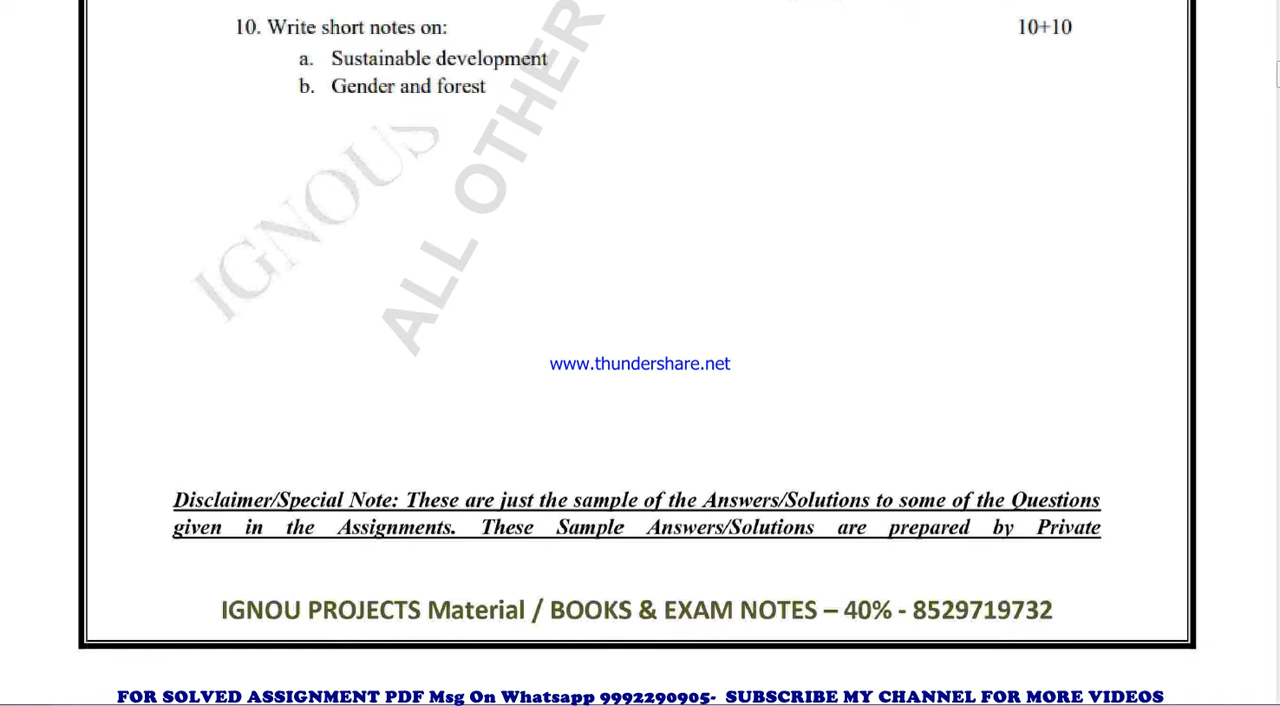 10. Write short notes on: 10+10
a. Sustainable development
b. Gender and forest
IGNOUS
ALL OTHER
www.thundershare.net
Disclaimer/Special Note: These are just the sample of the Answers/Solutions to some of the Questions
given in the Assignments. These Sample Answers/Solutions are prepared by Private
IGNOU PROJECTS Material / BOOKS & EXAM NOTES – 40% - 8529719732
FOR SOLVED ASSIGNMENT PDF Msg On Whatsapp 9992290905- SUBSCRIBE MY CHANNEL FOR MORE VIDEOS